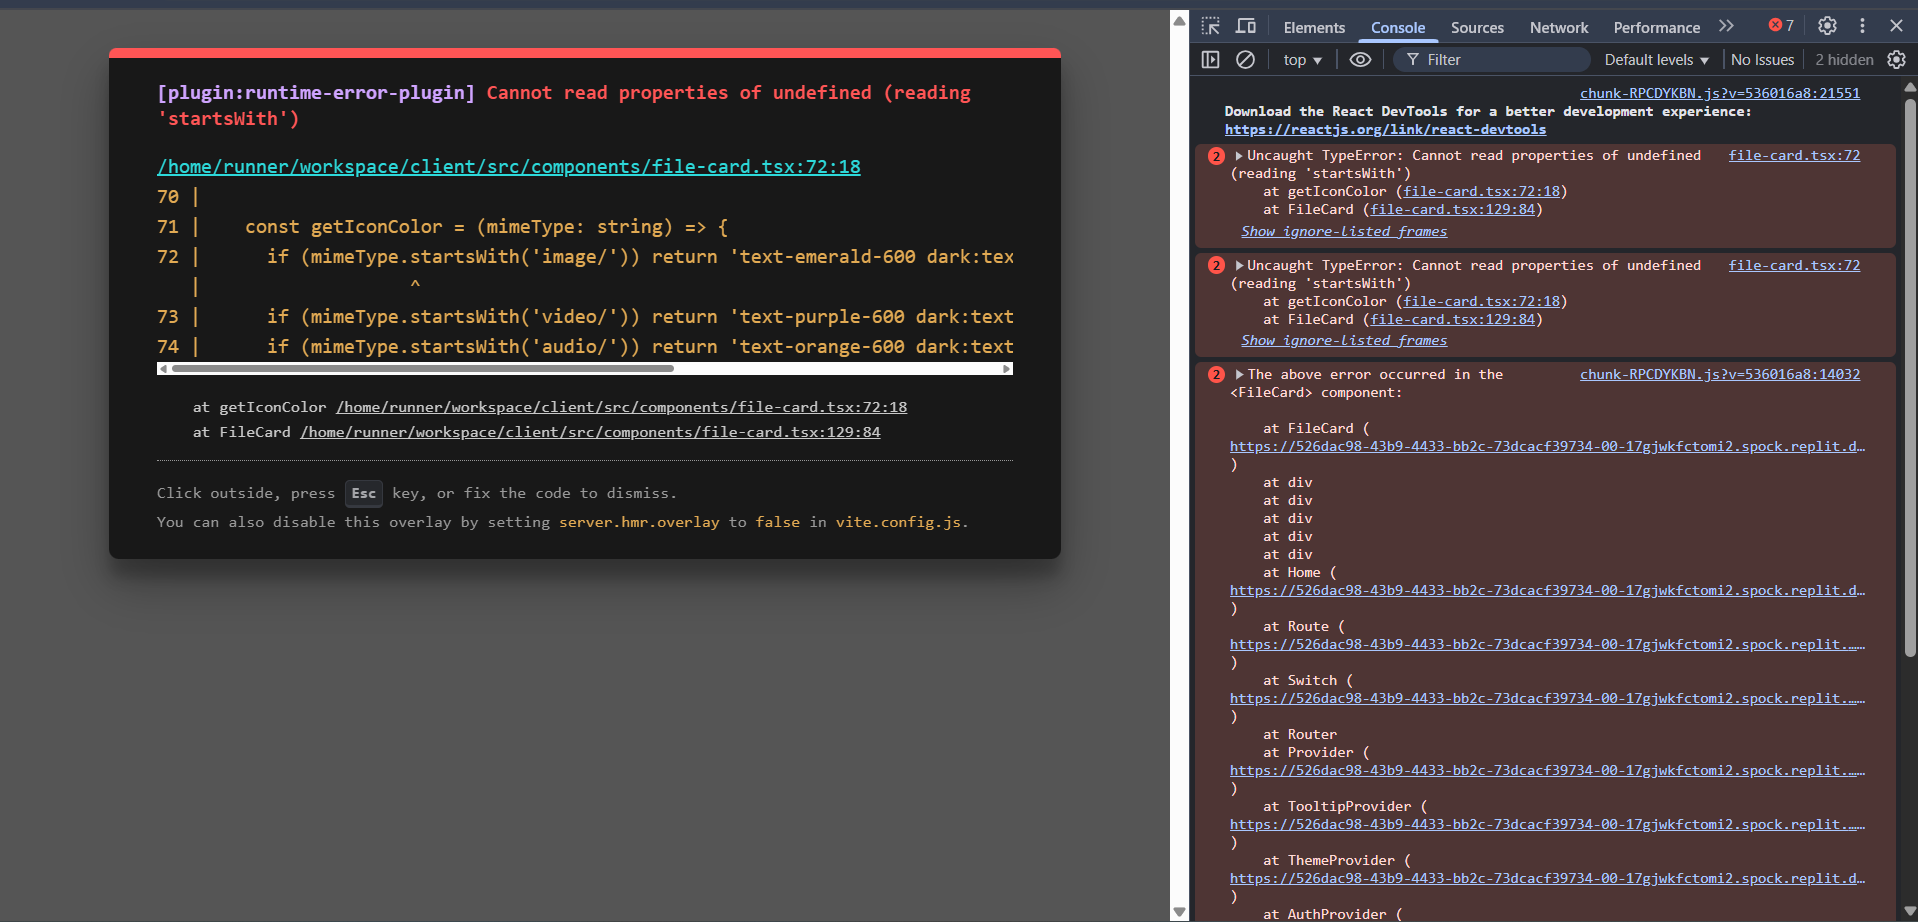 [plugin:runtime-error-plugin] Cannot read properties of undefined (reading
'startsWith')
/home/runner/workspace/client/src/components/file-card.tsx:72:18
70 |
71 |    const getIconColor = (mimeType: string) => {
72 |      if (mimeType.startsWith('image/')) return 'text-emerald-600 dark:tex
|                   ^
73 |      if (mimeType.startsWith('video/')) return 'text-purple-600 dark:text
74 |      if (mimeType.startsWith('audio/')) return 'text-orange-600 dark:text
at getIconColor /home/runner/workspace/client/src/components/file-card.tsx:72:18
at FileCard /home/runner/workspace/client/src/components/file-card.tsx:129:84
Click outside, press Esc key, or fix the code to dismiss.
You can also disable this overlay by setting server.hmr.overlay to false in vite.config.js.
Elements Console Sources Network Performance 7
top Filter Default levels No Issues 2 hidden
chunk-RPCDYKBN.js?v=536016a8:21551
Download the React DevTools for a better development experience:
https://reactjs.org/link/react-devtools
2 Uncaught TypeError: Cannot read properties of undefined file-card.tsx:72
(reading 'startsWith')
at getIconColor (file-card.tsx:72:18)
at FileCard (file-card.tsx:129:84)
Show ignore-listed frames
2 Uncaught TypeError: Cannot read properties of undefined file-card.tsx:72
(reading 'startsWith')
at getIconColor (file-card.tsx:72:18)
at FileCard (file-card.tsx:129:84)
Show ignore-listed frames
2 The above error occurred in the chunk-RPCDYKBN.js?v=536016a8:14032
<FileCard> component:
at FileCard (
https://526dac98-43b9-4433-bb2c-73dcacf39734-00-17gjwkfctomi2.spock.replit.d…
)
at div
at div
at div
at div
at div
at Home (
https://526dac98-43b9-4433-bb2c-73dcacf39734-00-17gjwkfctomi2.spock.replit.d…
)
at Route (
https://526dac98-43b9-4433-bb2c-73dcacf39734-00-17gjwkfctomi2.spock.replit.……
)
at Switch (
https://526dac98-43b9-4433-bb2c-73dcacf39734-00-17gjwkfctomi2.spock.replit.……
)
at Router
at Provider (
https://526dac98-43b9-4433-bb2c-73dcacf39734-00-17gjwkfctomi2.spock.replit.……
)
at TooltipProvider (
https://526dac98-43b9-4433-bb2c-73dcacf39734-00-17gjwkfctomi2.spock.replit.……
)
at ThemeProvider (
https://526dac98-43b9-4433-bb2c-73dcacf39734-00-17gjwkfctomi2.spock.replit.d…
)
at AuthProvider (